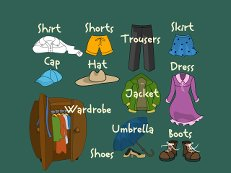 Shirt
Shorts
Trousers
Skirt
Cap
Hat
Dress
Jacket
Wardrobe
Umbrella
Shoes
Boots